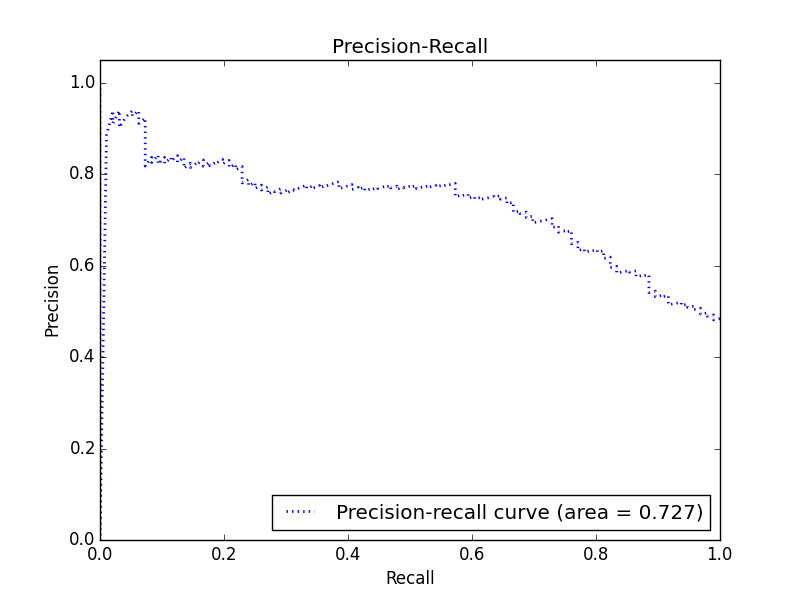 Precision-Recall
1.0
0.8
0.6
0.4
0.2
0.0
Precision
Precision-recall curve (area = 0.727)
0.0 0.2 0.4 0.6 0.8 1.0
Recall